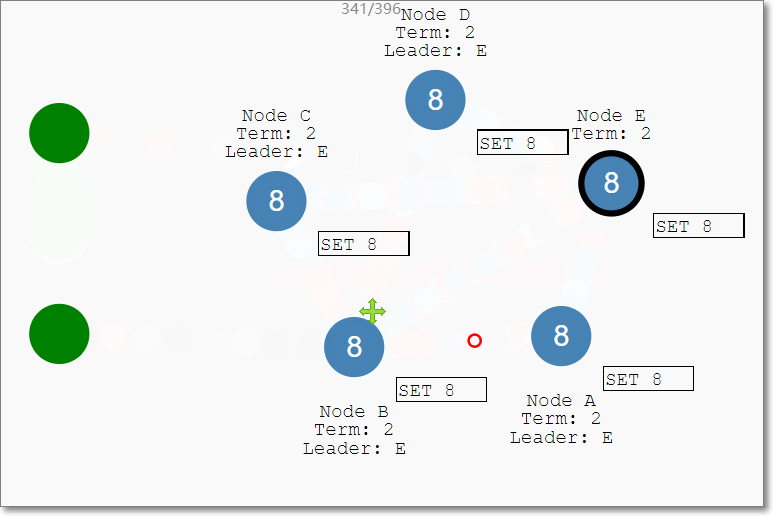 341/396
Node D
Term: 2
Leader: E
8
SET 8
Node C
Term: 2
Leader: E
8
SET 8
Node E
Term: 2
8
SET 8
8
SET 8
Node B
Term: 2
Leader: E
8
SET 8
Node A
Term: 2
Leader: E